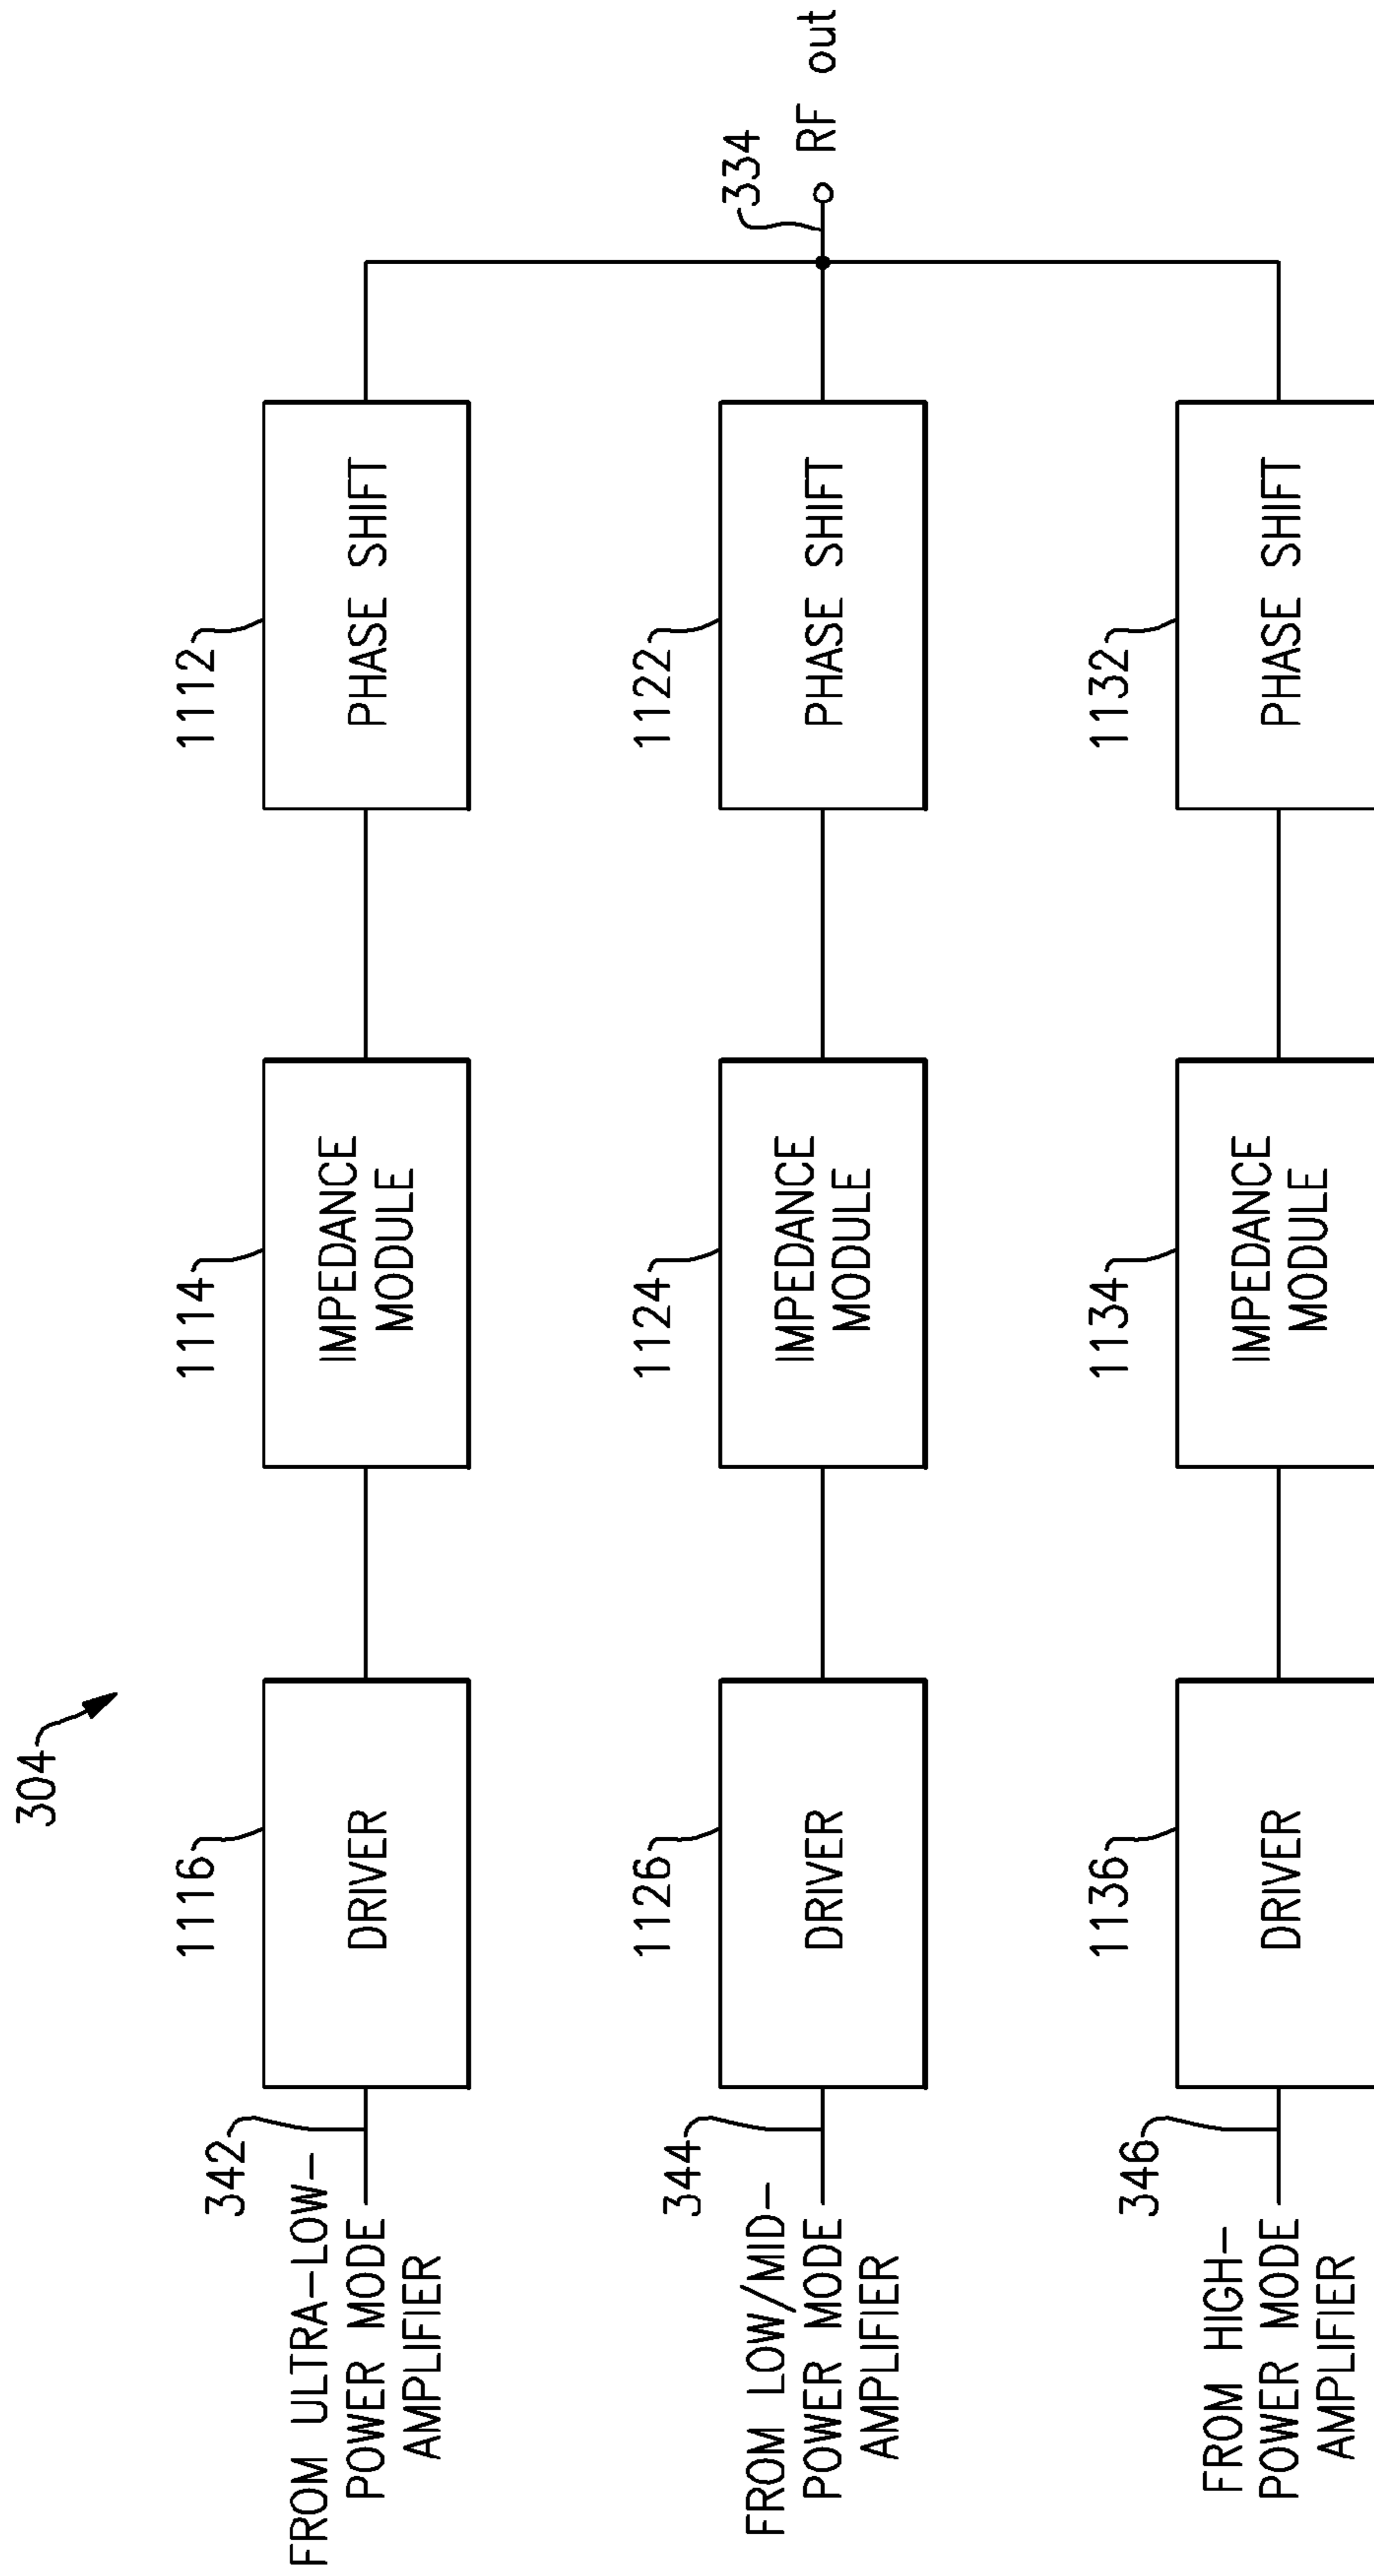 304
342
FROM ULTRA-LOW-
POWER MODE
AMPLIFIER
1116
DRIVER
1114
IMPEDANCE
MODULE
1112
PHASE SHIFT
344
FROM LOW/MID-
POWER MODE
AMPLIFIER
1126
DRIVER
1124
IMPEDANCE
MODULE
1122
PHASE SHIFT
334
RF out
346
FROM HIGH-
POWER MODE
AMPLIFIER
1136
DRIVER
1134
IMPEDANCE
MODULE
1132
PHASE SHIFT